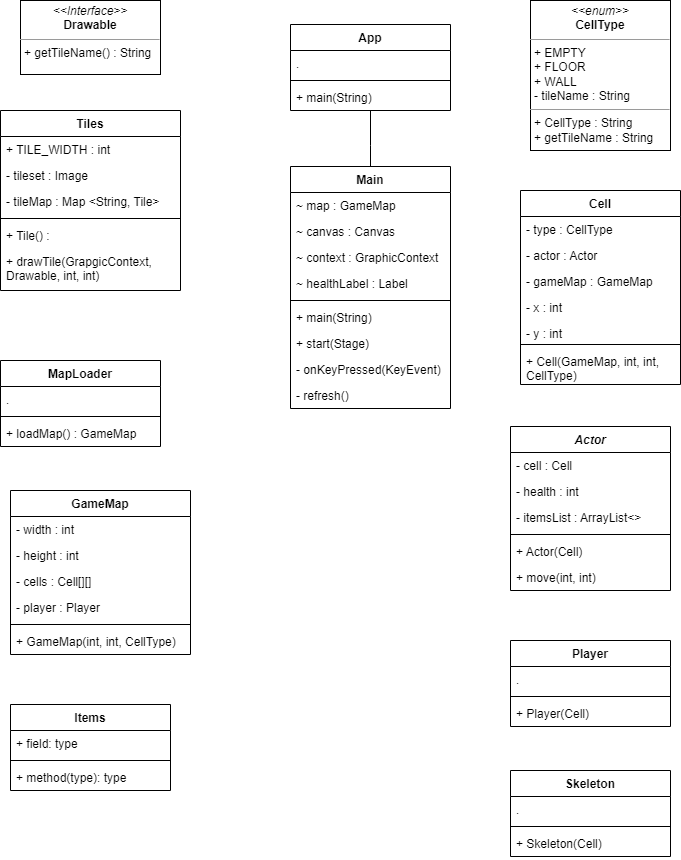 <<Interface>>
Drawable
+ getTileName() : String
Tiles
+ TILE_WIDTH : int
- tileset : Image
- tileMap : Map <String, Tile>
+ Tile() :
+ drawTile(GrapgicContext,
Drawable, int, int)
MapLoader
.
+ loadMap() : GameMap
GameMap
- width : int
- height : int
- cells : Cell[][]
- player : Player
+ GameMap(int, int, CellType)
Items
+ field: type
+ method(type): type
App
.
+ main(String)
Main
~ map : GameMap
~ canvas : Canvas
~ context : GraphicContext
~ healthLabel : Label
+ main(String)
+ start(Stage)
- onKeyPressed(KeyEvent)
- refresh()
<<enum>>
CellType
+ EMPTY
+ FLOOR
+ WALL
- tileName : String
+ CellType : String
+ getTileName : String
Cell
- type : CellType
- actor : Actor
- gameMap : GameMap
- x : int
- y : int
+ Cell(GameMap, int, int,
CellType)
Actor
- cell : Cell
- health : int
- itemsList : ArrayList<>
+ Actor(Cell)
+ move(int, int)
Player
.
+ Player(Cell)
Skeleton
.
+ Skeleton(Cell)